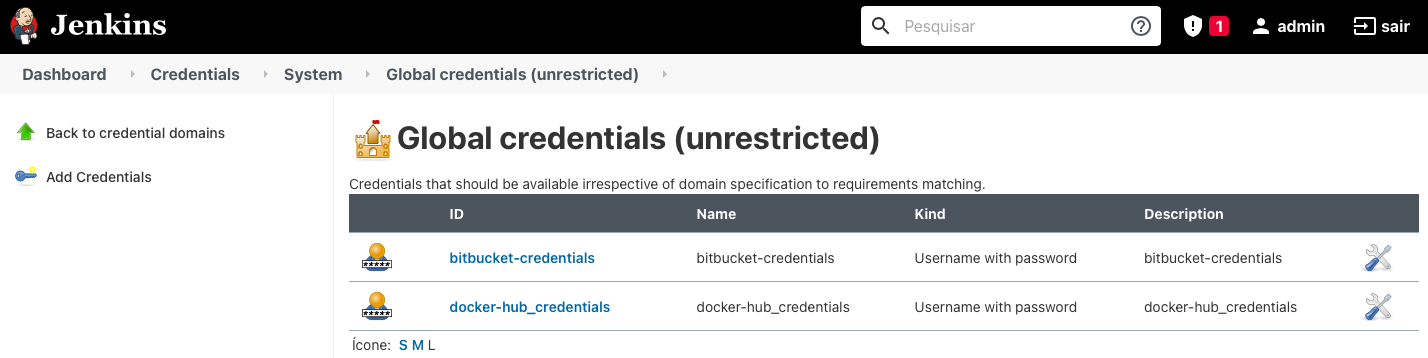 Jenkins
Pesquisar
1
admin
sair
Dashboard
Credentials
System
Global credentials (unrestricted)
Back to credential domains
Add Credentials
Global credentials (unrestricted)
Credentials that should be available irrespective of domain specification to requirements matching.
ID Name Kind Description
***** bitbucket-credentials bitbucket-credentials Username with password bitbucket-credentials
***** docker-hub_credentials docker-hub_credentials Username with password docker-hub_credentials
Ícone: S M L